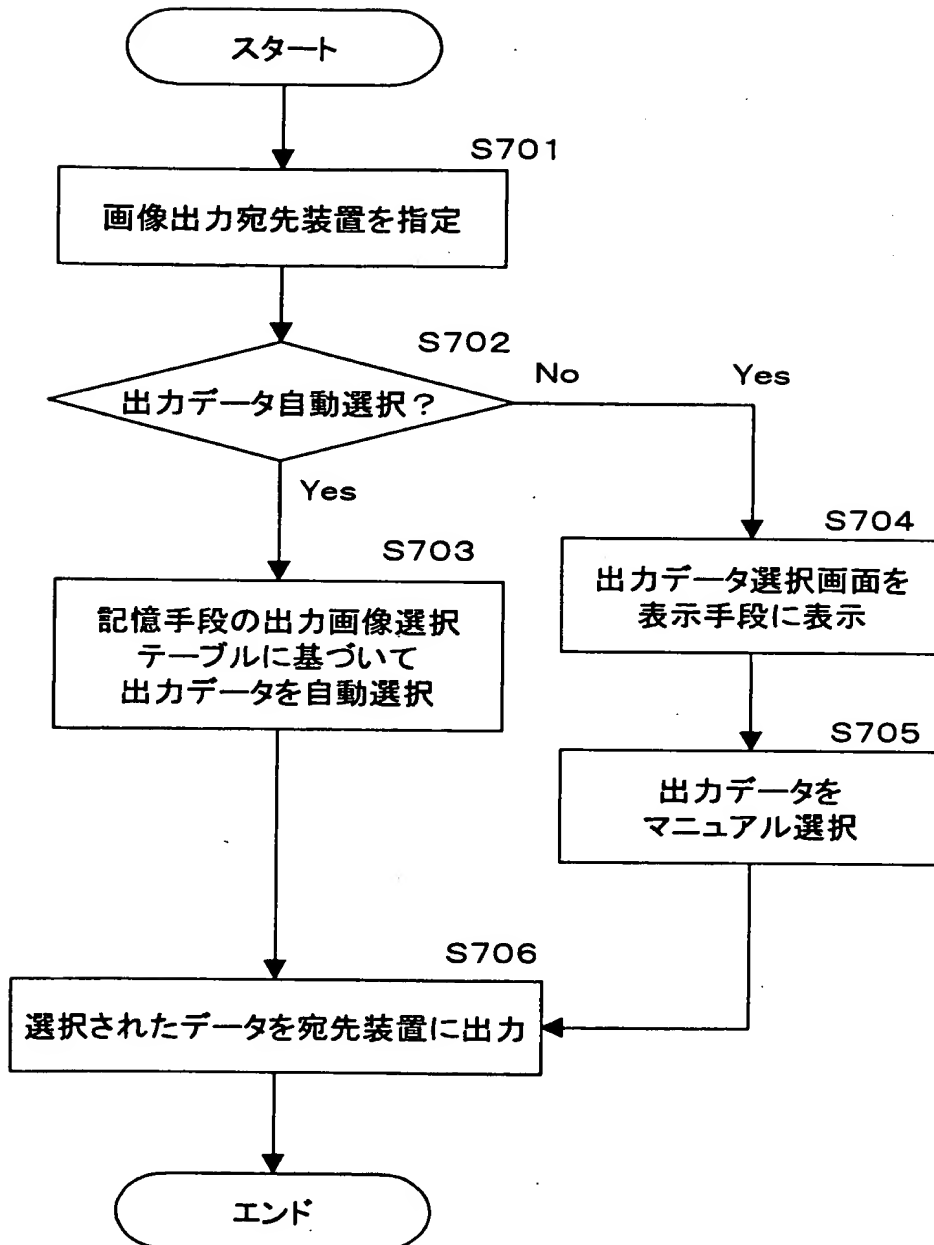 スタート
S701
画像出力宛先装置を指定
S702
出力データ自動選択?
No
Yes
Yes
S703
記憶手段の出力画像選択
テーブルに基づいて
出力データを自動選択
S704
出力データ選択画面を
表示手段に表示
S705
出力データを
マニュアル選択
S706
選択されたデータを宛先装置に出力
エンド